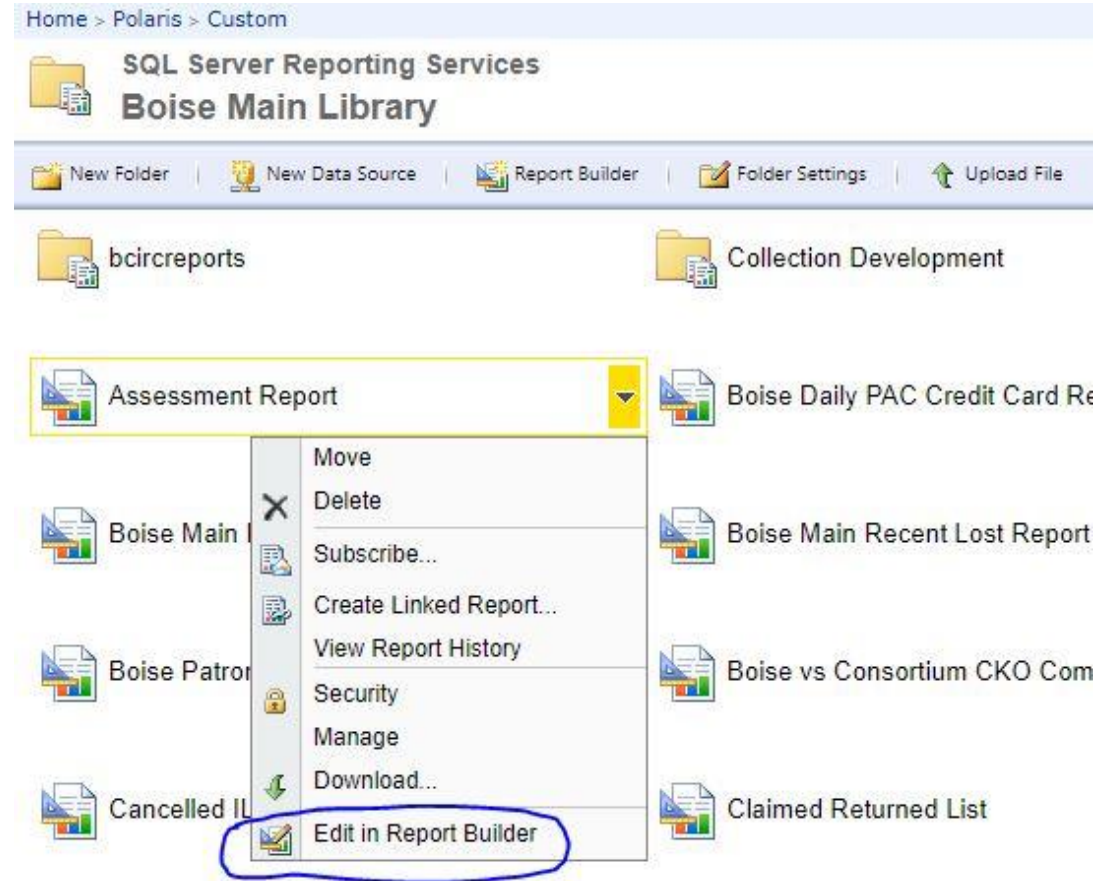 Home > Polaris > Custom
SQL Server Reporting Services
Boise Main Library
New Folder | New Data Source | Report Builder | Folder Settings | Upload File
bcircreports
Collection Development
Assessment Report
Boise Daily PAC Credit Card Re
Move
Delete
Boise Main
Boise Main Recent Lost Report
Subscribe...
Create Linked Report...
View Report History
Boise Patron
Boise vs Consortium CKO Com
Security
Manage
Download...
Cancelled IL
Claimed Returned List
Edit in Report Builder